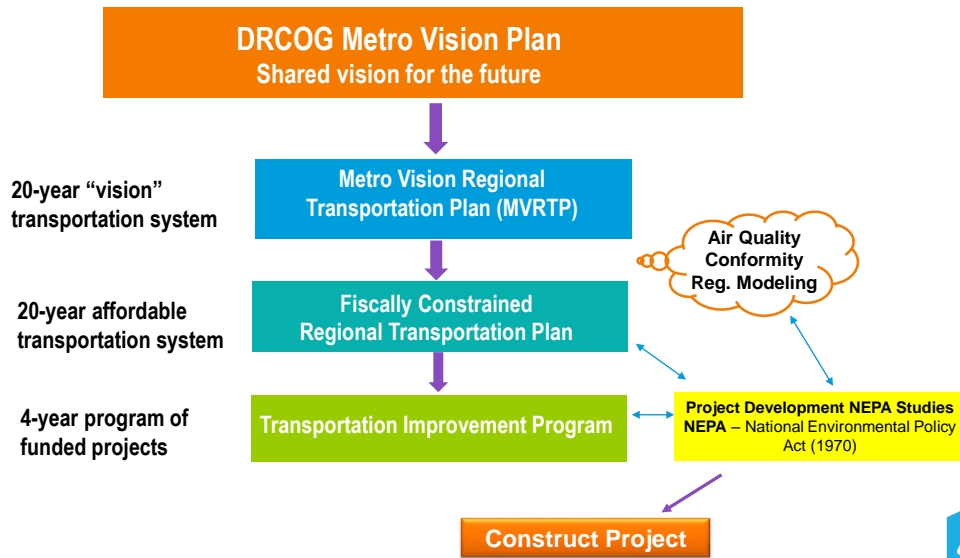 DRCOG Metro Vision Plan
Shared vision for the future
20-year “vision”
transportation system
Metro Vision Regional
Transportation Plan (MVRTP)
Air Quality
Conformity
Reg. Modeling
20-year affordable
transportation system
Fiscally Constrained
Regional Transportation Plan
4-year program of
funded projects
Transportation Improvement Program
Project Development NEPA Studies
NEPA – National Environmental Policy
Act (1970)
Construct Project